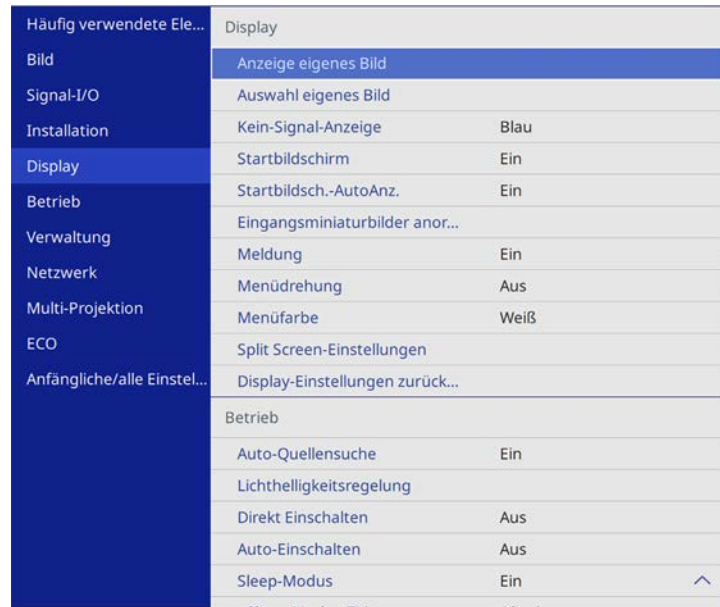 Häufig verwendete Ele...
Bild
Signal-I/O
Installation
Display
Betrieb
Verwaltung
Netzwerk
Multi-Projektion
ECO
Anfängliche/alle Einstel...
Display
Anzeige eigenes Bild
Auswahl eigenes Bild
Kein-Signal-Anzeige Blau
Startbildschirm Ein
Startbildsch.-AutoAnz. Ein
Eingangsminiaturbilder anor...
Meldung Ein
Menüdrehung Aus
Menüfarbe Weiß
Split Screen-Einstellungen
Display-Einstellungen zurück...
Betrieb
Auto-Quellensuche Ein
Lichthelligkeitsregelung
Direkt Einschalten Aus
Auto-Einschalten Aus
Sleep-Modus Ein